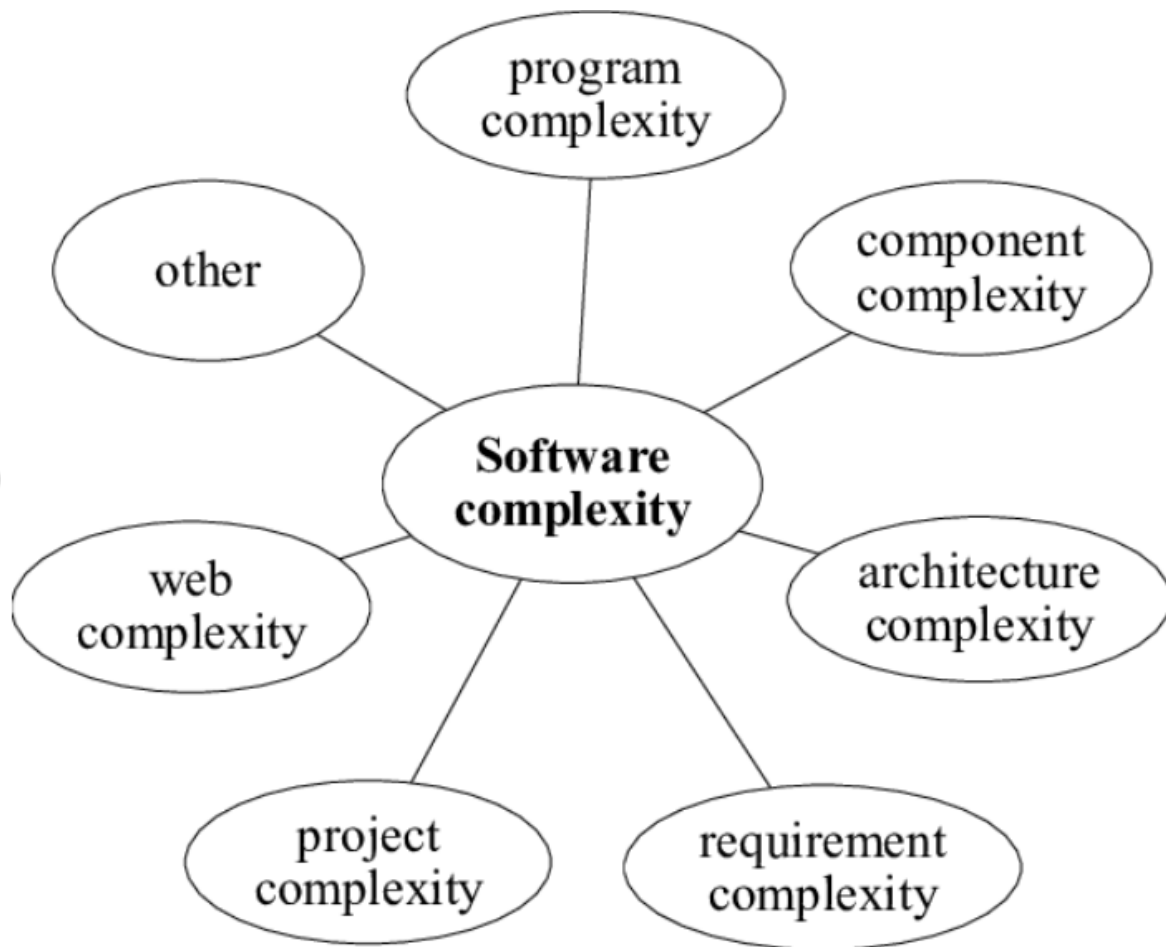 program
complexity
component
complexity
other
Software
complexity
architecture
complexity
web
complexity
project
complexity
requirement
complexity